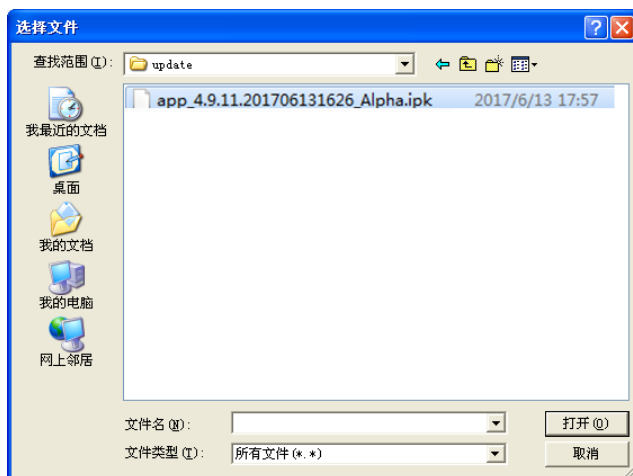 选择文件
查找范围(I): update
app_4.9.11.201706131626_Alpha.ipk 2017/6/13 17:57
我最近的文档
桌面
我的文档
我的电脑
网上邻居
文件名(N): 打开(O)
文件类型(T): 所有文件(*.*) 取消